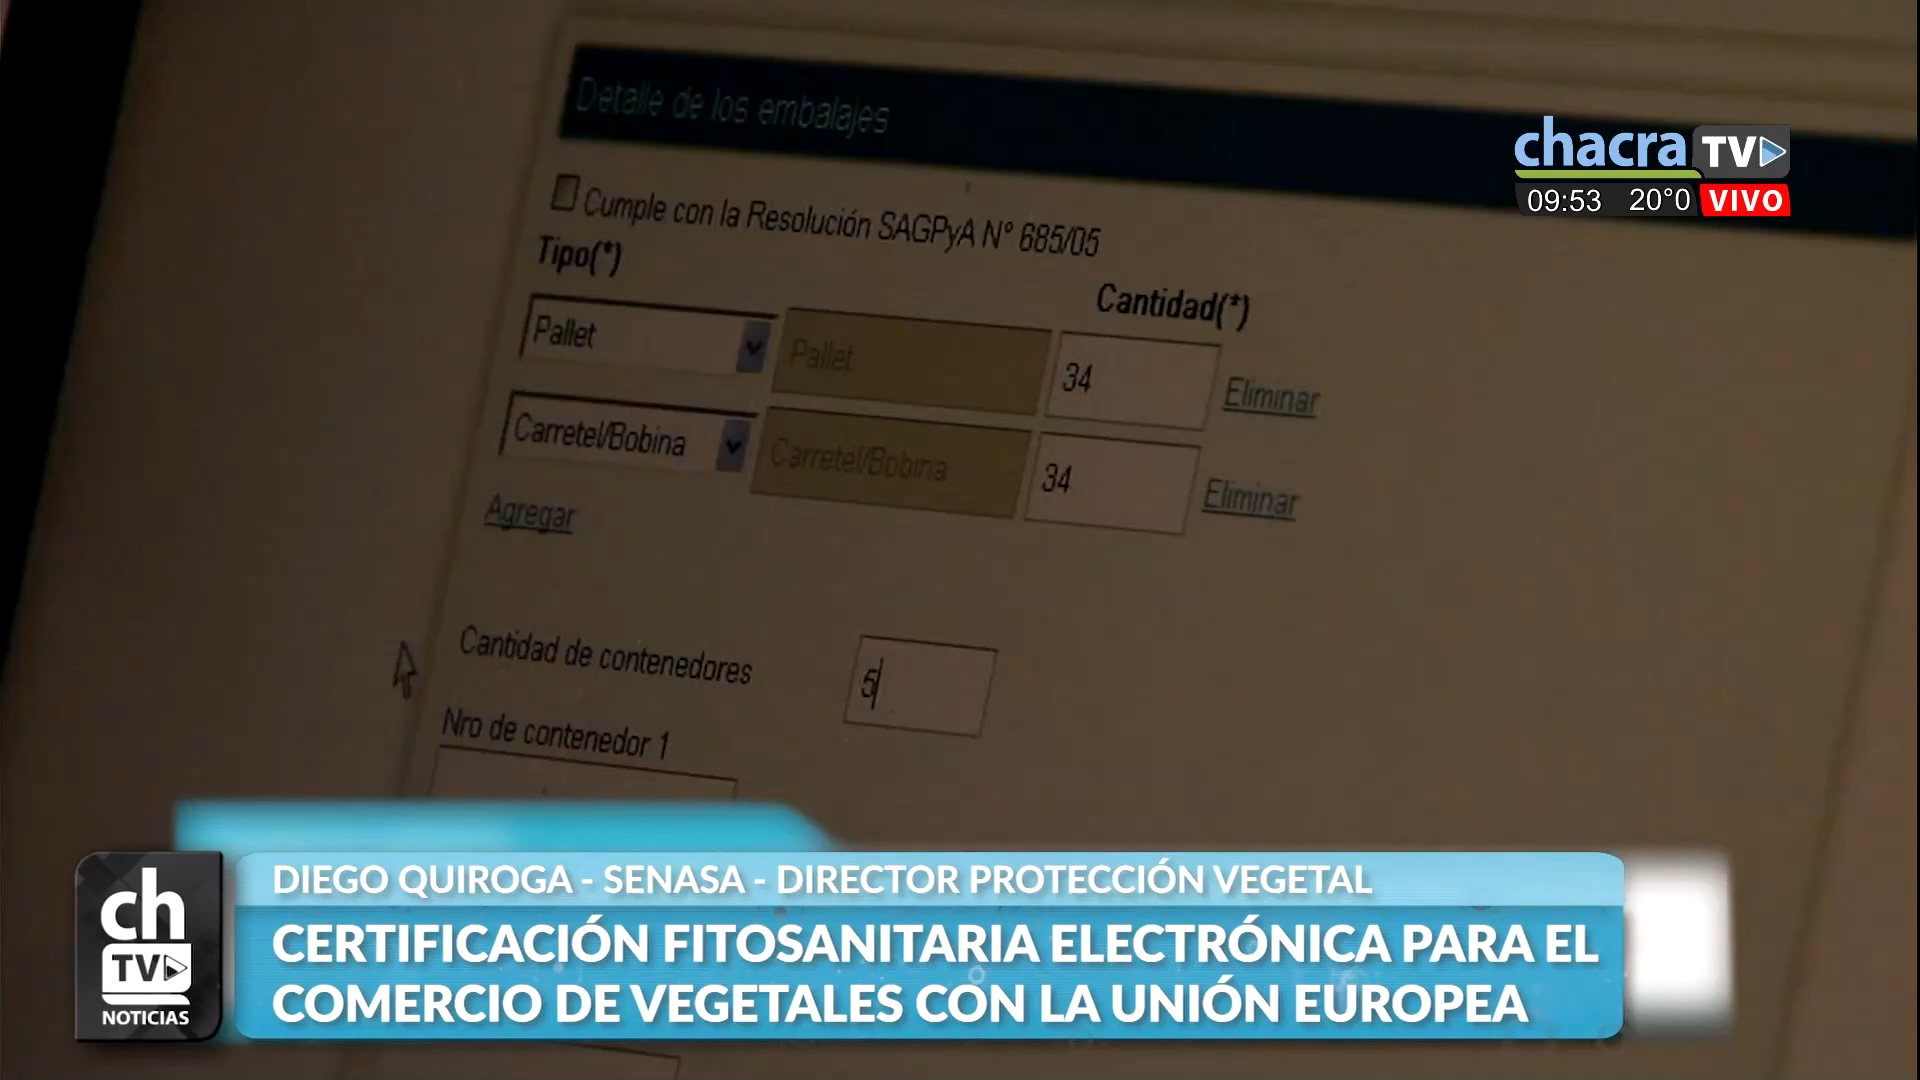 Detalle de los embalajes
chacra TV
09:53 20°0 VIVO
Cumple con la Resolución SAGPyA N° 685/05
Tipo(*)
Cantidad(*)
Pallet Pallet 34 Eliminar
Carretel/Bobina Carretel/Bobina 34 Eliminar
Agregar
Cantidad de contenedores 5
Nro de contenedor 1
DIEGO QUIROGA - SENASA - DIRECTOR PROTECCIÓN VEGETAL
CERTIFICACIÓN FITOSANITARIA ELECTRÓNICA PARA EL
COMERCIO DE VEGETALES CON LA UNIÓN EUROPEA
ch
TV
NOTICIAS